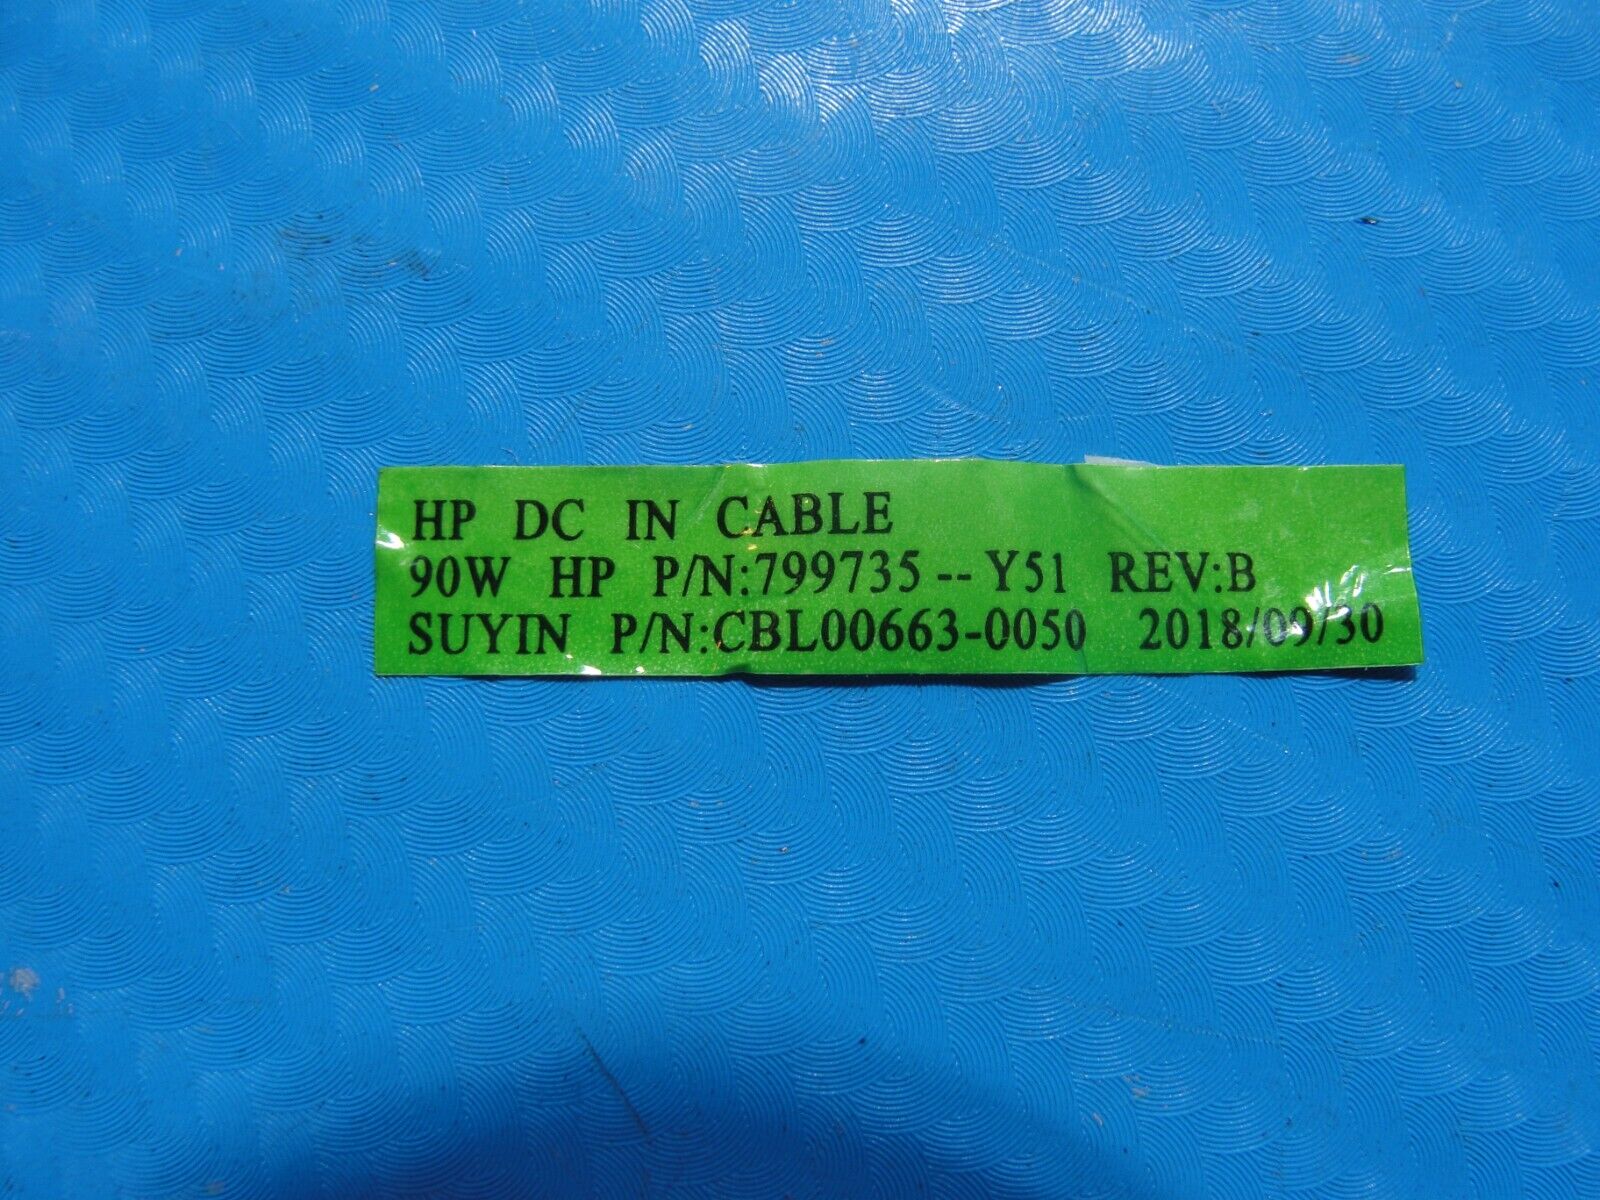 HP DC IN CABLE
90W HP P/N:799735--Y51 REV:B
SUYIN P/N:CBL00663-0050 2018/09/30